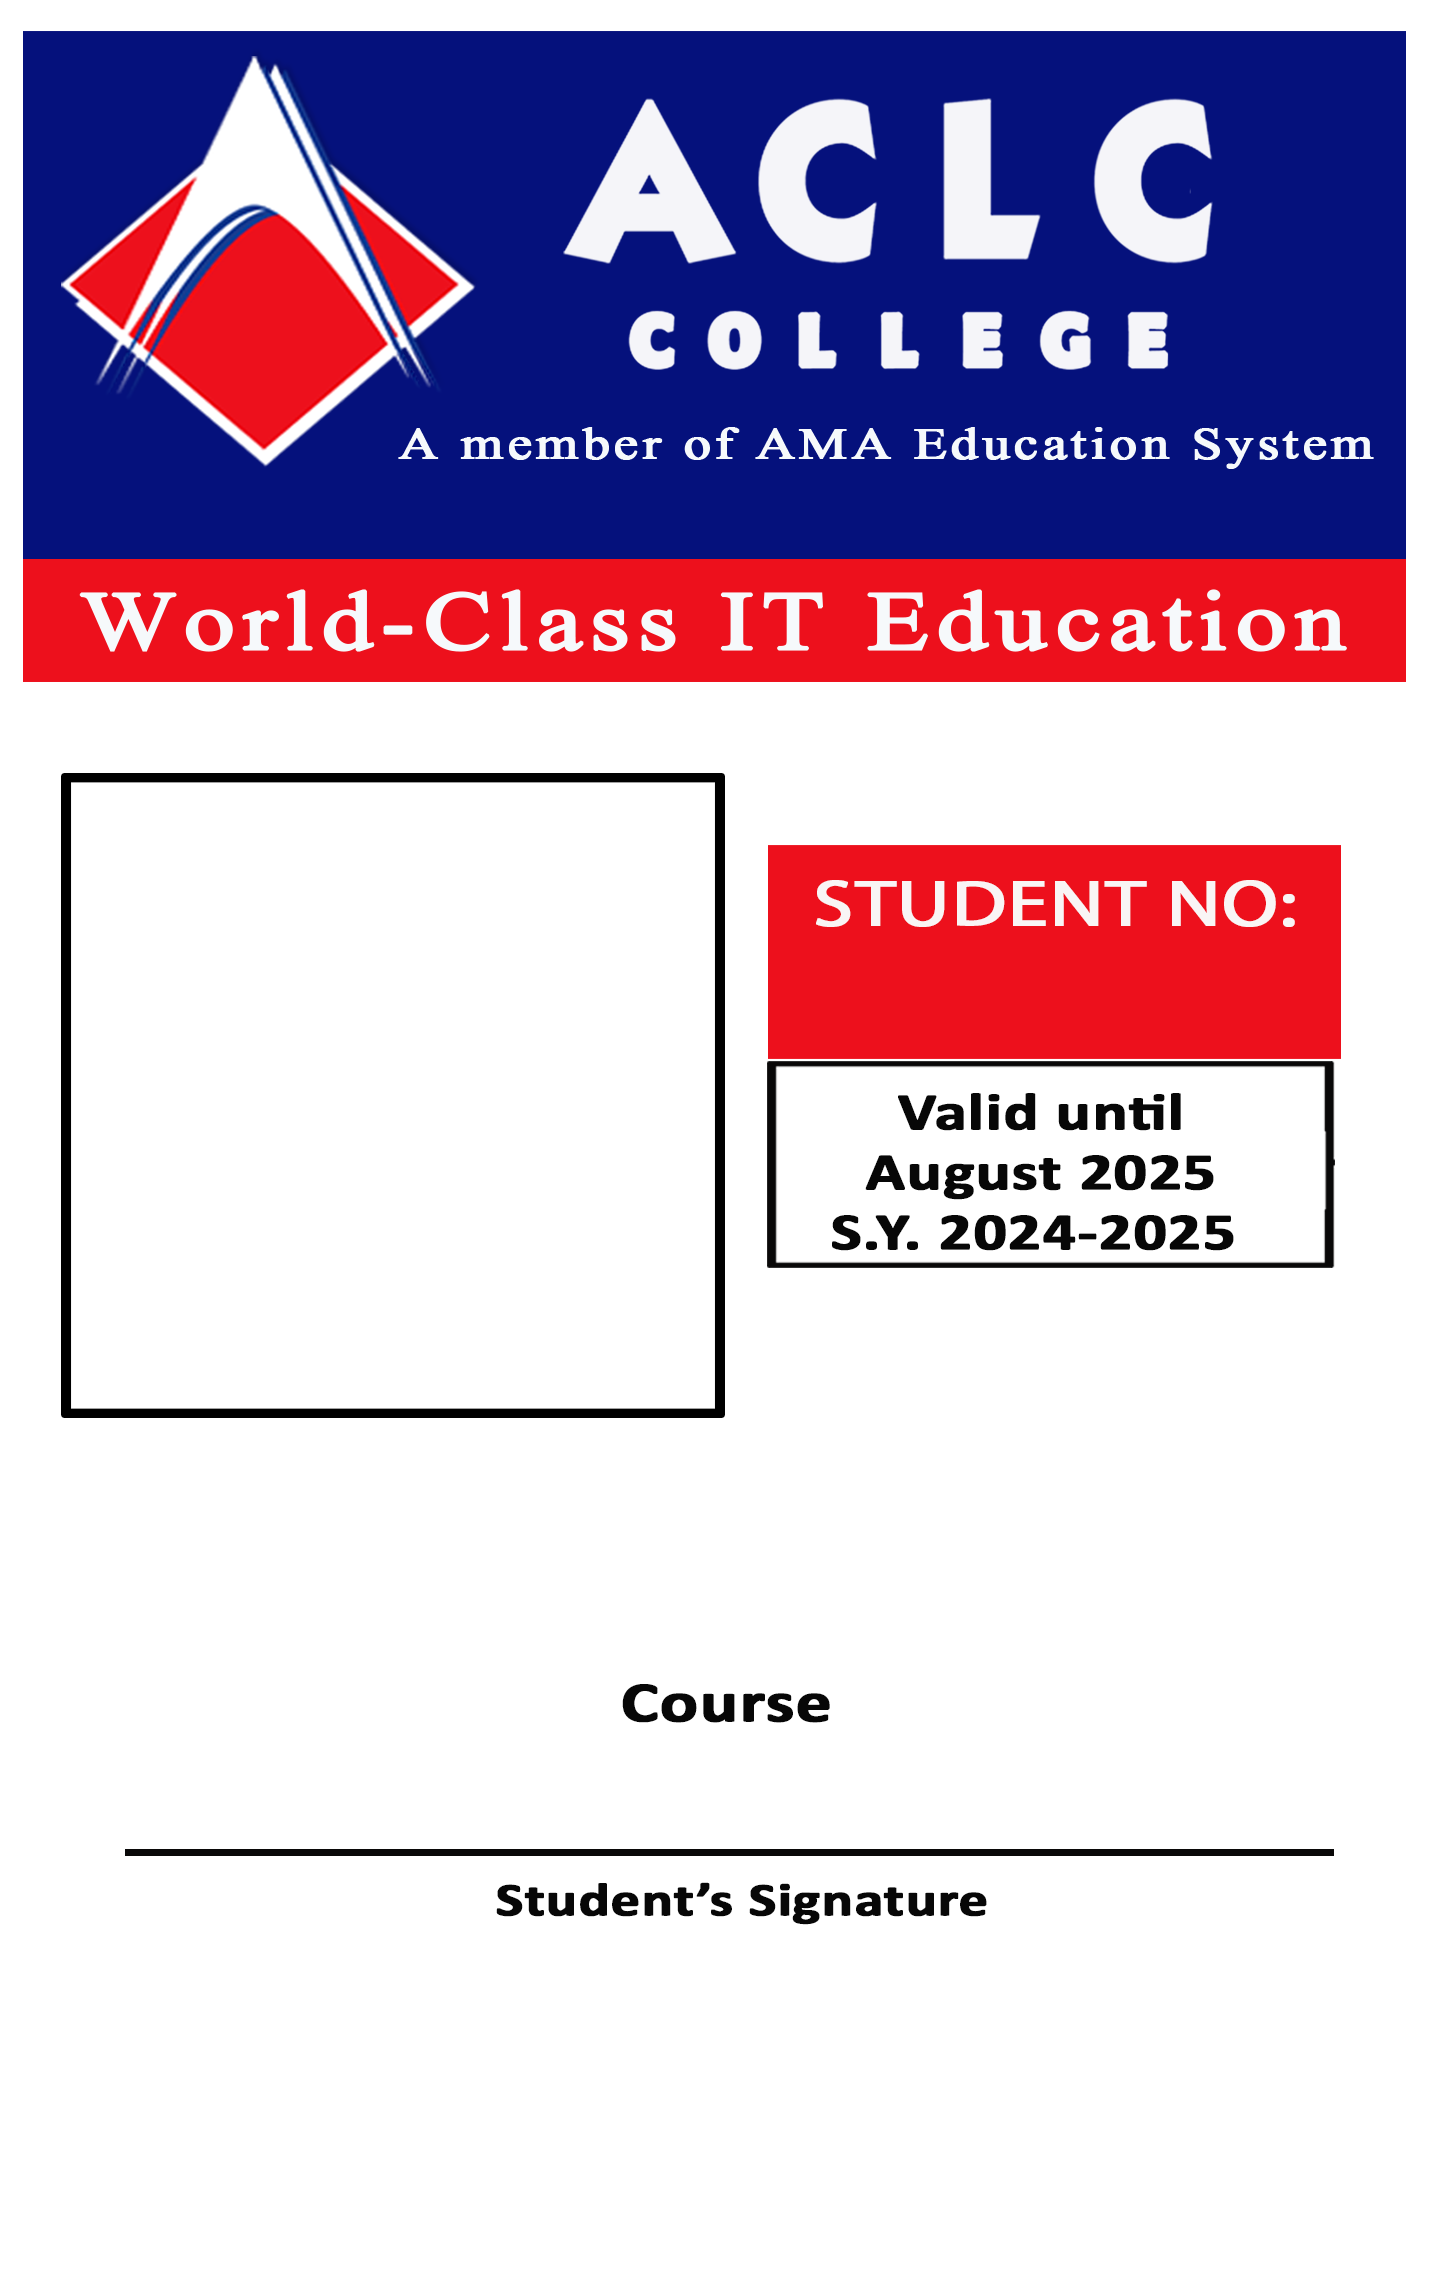 ACLC
COLLEGE
A member of AMA Education System
World-Class IT Education
STUDENT NO:
Valid until
August 2025
S.Y. 2024-2025
Course
Student’s Signature